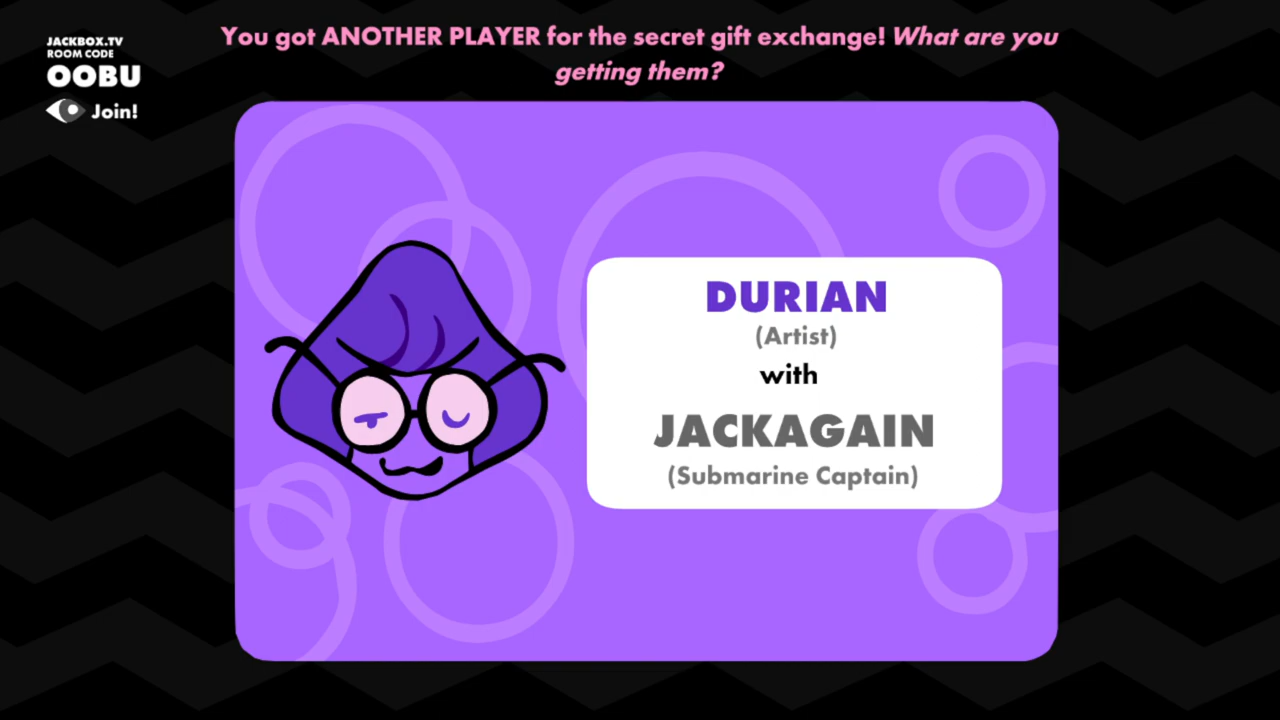 JACKBOX.TV
ROOM CODE
OOBU
Join!
You got ANOTHER PLAYER for the secret gift exchange! What are you
getting them?
DURIAN
(Artist)
with
JACKAGAIN
(Submarine Captain)